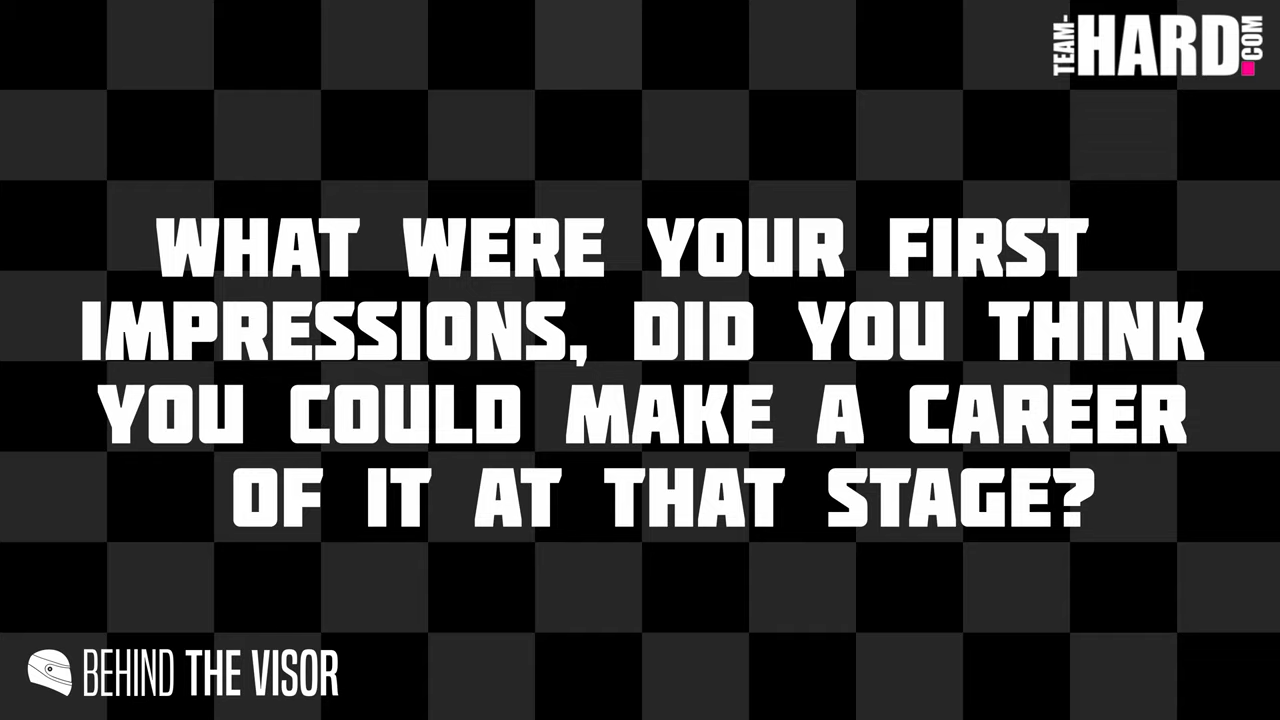 TEAM-HARD.COM
WHAT WERE YOUR FIRST
IMPRESSIONS, DID YOU THINK
YOU COULD MAKE A CAREER
OF IT AT THAT STAGE?
BEHIND THE VISOR